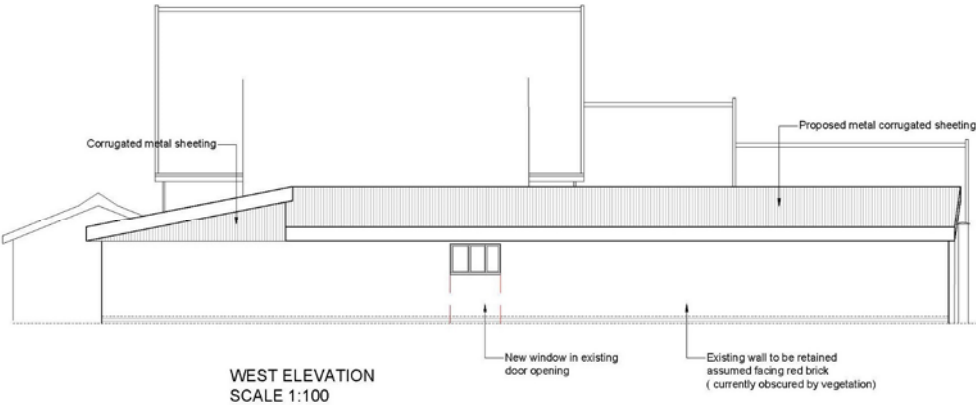 Proposed metal corrugated sheeting
Corrugated metal sheeting
New window in existing
door opening
Existing wall to be retained
assumed facing red brick
( currently obscured by vegetation)
WEST ELEVATION
SCALE 1:100